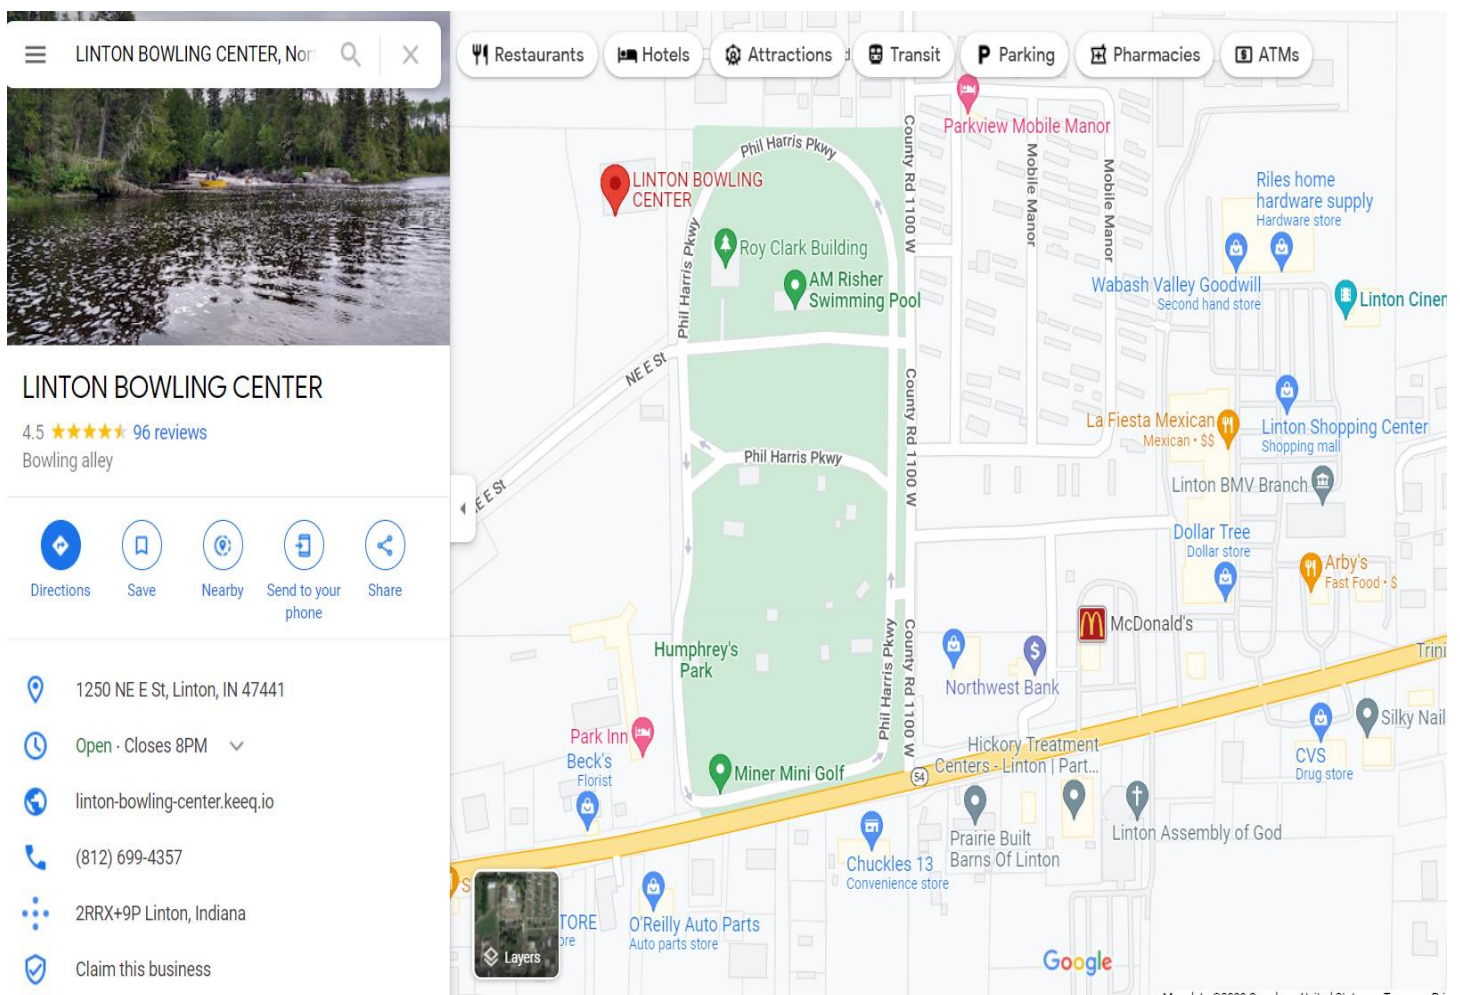 LINTON BOWLING CENTER, Nor
Restaurants
Hotels
Attractions
Transit
Parking
Pharmacies
ATMs
LINTON BOWLING CENTER
4.5 96 reviews
Bowling alley
Directions
Save
Nearby
Send to your
phone
Share
1250 NE E St, Linton, IN 47441
Open · Closes 8PM
linton-bowling-center.keeq.io
(812) 699-4357
2RRX+9P Linton, Indiana
Claim this business
Parkview Mobile Manor
Phil Harris Pkwy
County Rd 1100 W
Mobile Manor
Mobile Manor
LINTON BOWLING
CENTER
Riles home
hardware supply
Hardware store
Phil Harris Pkwy
Roy Clark Building
AM Risher
Swimming Pool
Wabash Valley Goodwill
Second hand store
Linton Cinem
NE E St
County Rd 1100 W
La Fiesta Mexican
Mexican · $$
Linton Shopping Center
Shopping mall
Phil Harris Pkwy
Linton BMV Branch
NE E St
Dollar Tree
Dollar store
Arby's
Fast Food · $
McDonald's
Humphrey's
Park
Phil Harris Pkwy
County Rd 1100 W
Northwest Bank
Trini
Silky Nail
Park Inn
Beck's
Florist
Miner Mini Golf
54
Hickory Treatment
Centers - Linton | Part...
CVS
Drug store
Prairie Built
Barns Of Linton
Linton Assembly of God
Chuckles 13
Convenience store
S
TORE
ore
O'Reilly Auto Parts
Auto parts store
Layers
Google